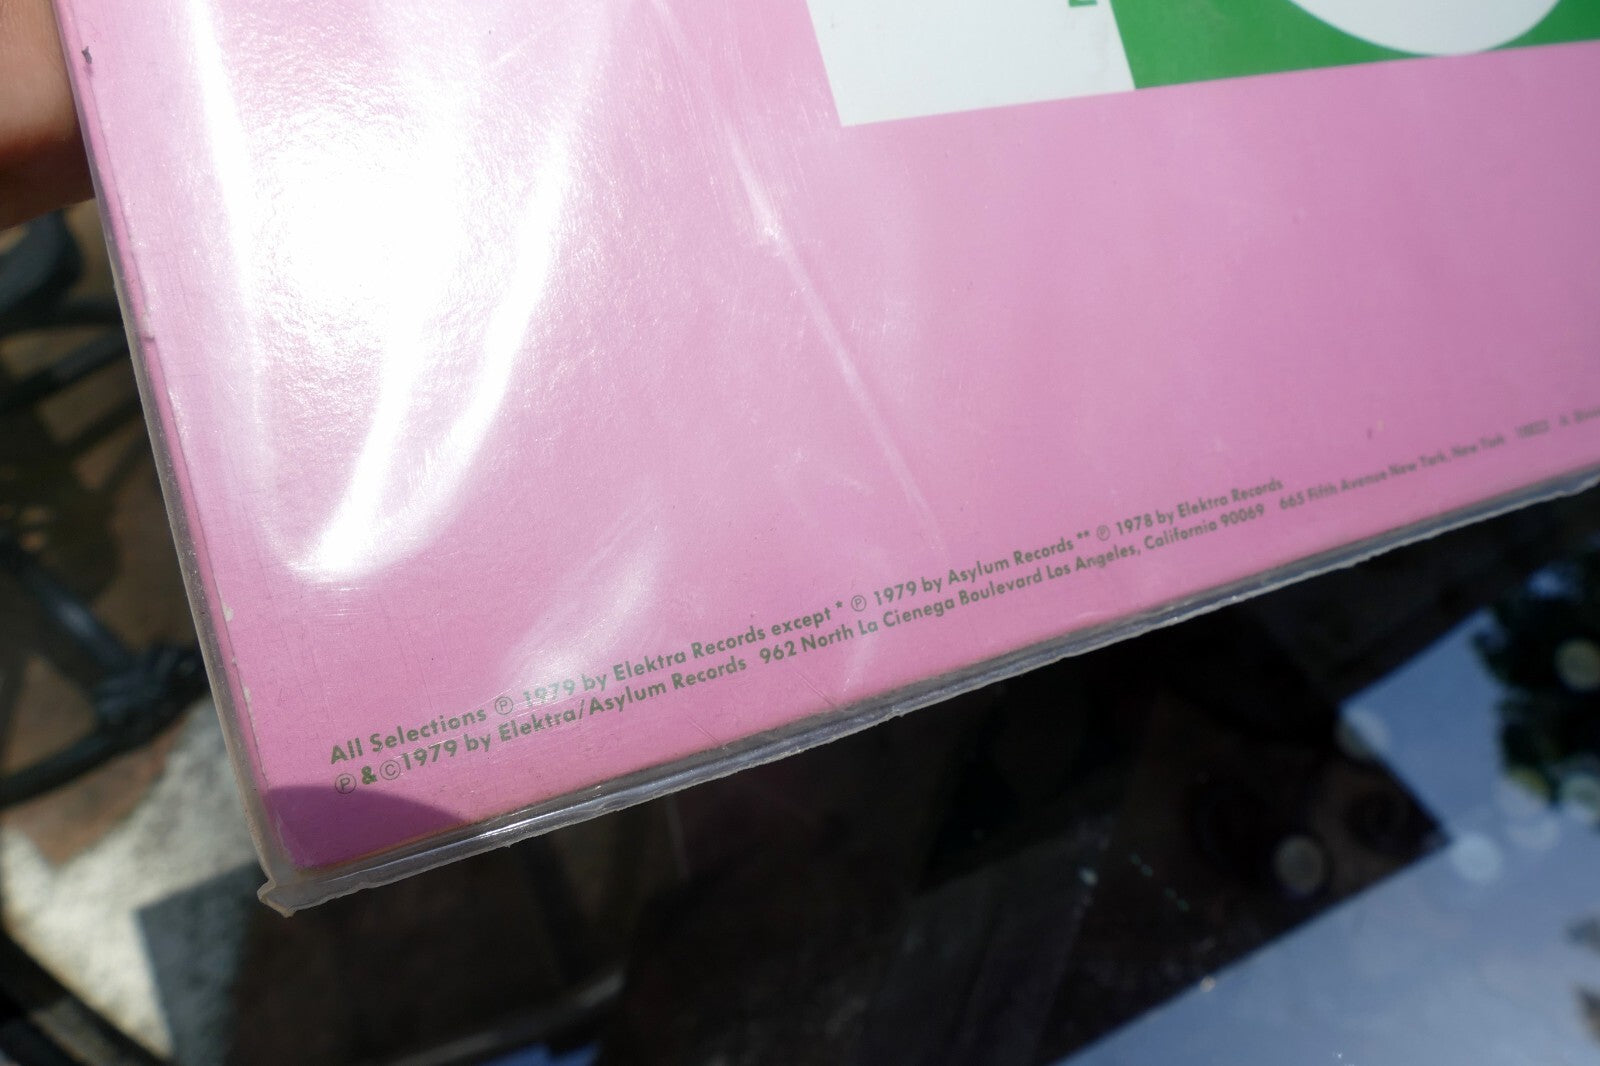 All Selections ℗ 1979 by Elektra Records except * ℗ 1979 by Asylum Records ** ℗ 1978 by Elektra Records
℗ & ©1979 by Elektra/Asylum Records 962 North La Cienega Boulevard Los Angeles, California 90069 665 Fifth Avenue New York, New York 10022 A